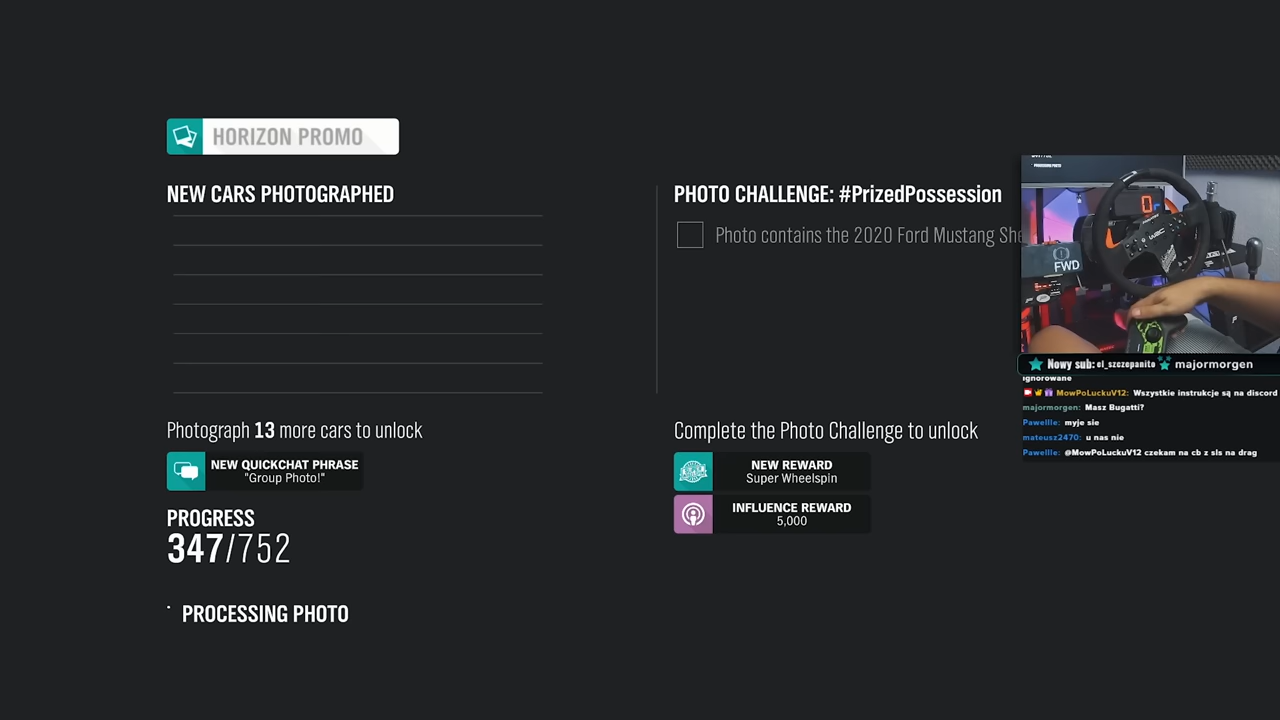 HORIZON PROMO
NEW CARS PHOTOGRAPHED
Photograph 13 more cars to unlock
NEW QUICKCHAT PHRASE
"Group Photo!"
PROGRESS
347/752
PROCESSING PHOTO
PHOTO CHALLENGE: #PrizedPossession
Photo contains the 2020 Ford Mustang She
Complete the Photo Challenge to unlock
NEW REWARD
Super Wheelspin
INFLUENCE REWARD
5,000
FWD
Nowy sub: el_szczepanito majormorgen
ignorowane
MowPoLuckuV12: Wszystkie instrukcje są na discord
majormorgen: Masz Bugatti?
Pawellle: myje sie
mateusz2470: u nas nie
Pawellle: @MowPoLuckuV12 czekam na cb z sls na drag